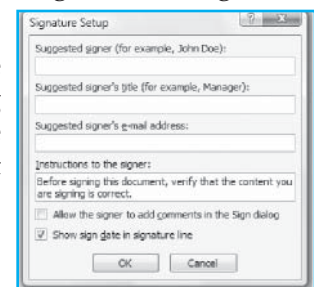 Signature Setup
Suggested signer (for example, John Doe):
Suggested signer's title (for example, Manager):
Suggested signer's e-mail address:
Instructions to the signer:
Before signing this document, verify that the content you
are signing is correct.
Allow the signer to add comments in the Sign dialog
Show sign date in signature line
OK Cancel